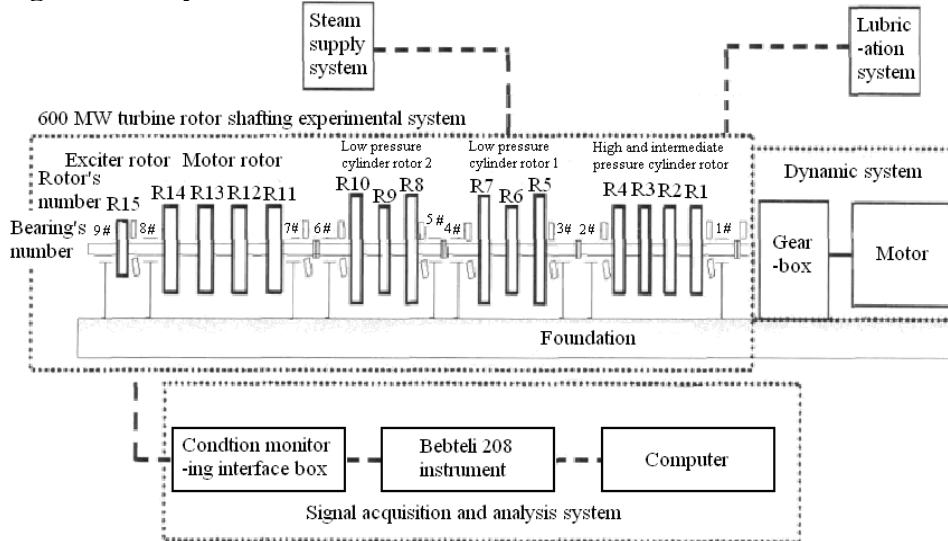 Steam
supply
system
Lubric
-ation
system
600 MW turbine rotor shafting experimental system
Exciter rotor
Motor rotor
Low pressure
cylinder rotor 2
Low pressure
cylinder rotor 1
High and intermediate
pressure cylinder rotor
Dynamic system
Rotor's
number
R15
R14
R13
R12
R11
R10
R9
R8
R7
R6
R5
R4
R3
R2
R1
Bearing's
number
9#
8#
7#
6#
5#
4#
3#
2#
1#
Gear
-box
Motor
Foundation
Condtion monitor
-ing interface box
Bebteli 208
instrument
Computer
Signal acquisition and analysis system